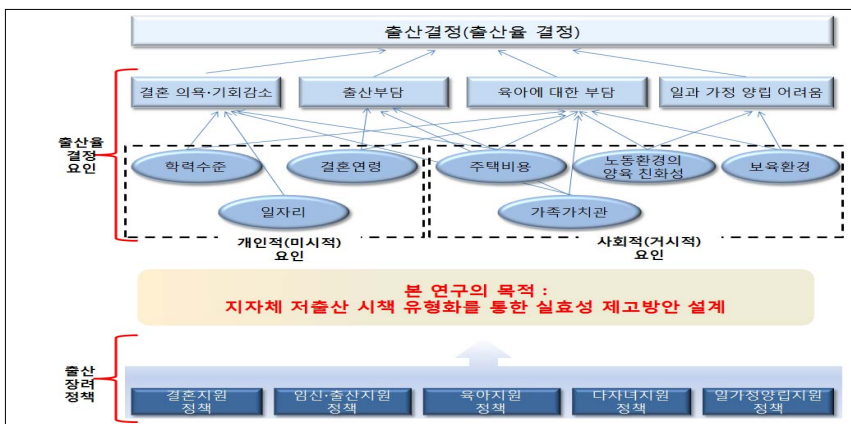 출산결정(출산율 결정)
결혼 의욕·기회감소
출산부담
육아에 대한 부담
일과 가정 양립 어려움
출산율
결정
요인
학력수준
결혼연령
주택비용
노동환경의
양육 친화성
보육환경
일자리
가족가치관
개인적(미시적)
요인
사회적(거시적)
요인
본 연구의 목적 :
지자체 저출산 시책 유형화를 통한 실효성 제고방안 설계
출산
장려
정책
결혼지원
정책
임신·출산지원
정책
육아지원
정책
다자녀지원
정책
일가정양립지원
정책